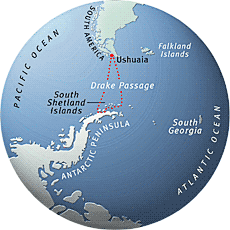 SOUTH AMERICA
PACIFIC OCEAN
Falkland
Islands
Ushuaia
Drake Passage
South
Shetland
Islands
South
Georgia
ANTARCTIC PENINSULA
ATLANTIC OCEAN